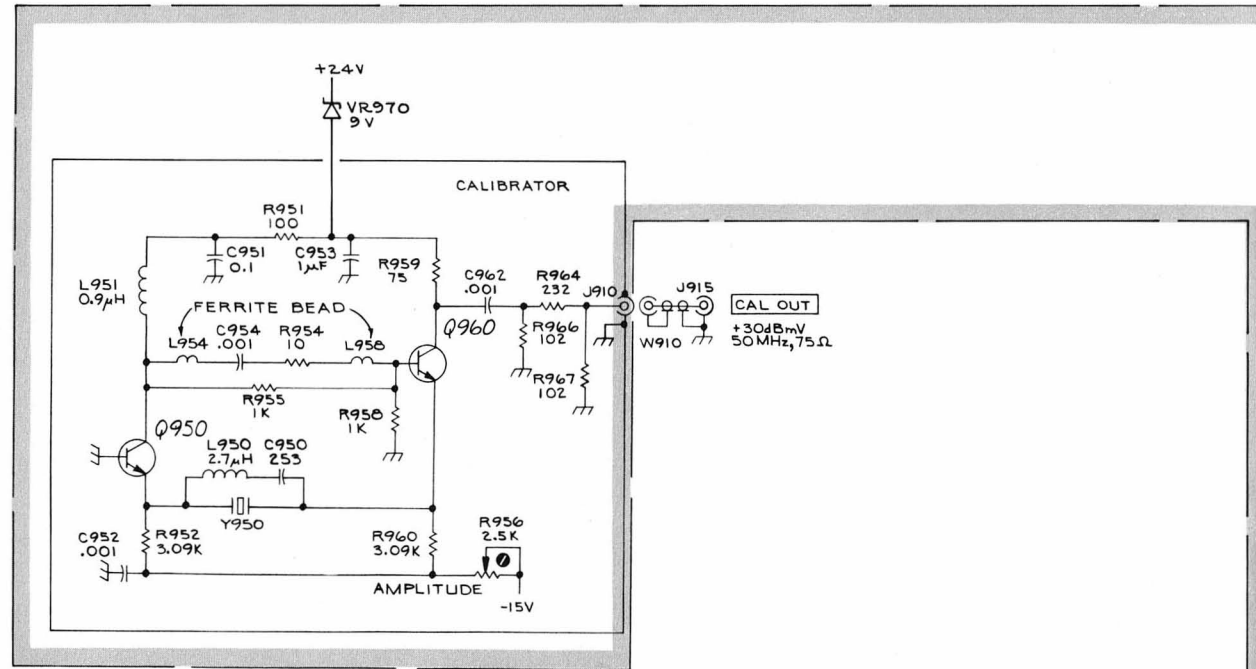 +24V
VR970
9V
CALIBRATOR
R951
100
C951
0.1
C953
1μF
R959
75
L951
0.9μH
FERRITE BEAD
L954
C954
.001
R954
10
L958
Q960
C962
.001
R964
232
J910
J915
CAL OUT
+30dBmV
50MHz, 75Ω
W910
R966
102
R967
102
R955
1K
R958
1K
Q950
L950
2.7μH
C950
253
Y950
C952
.001
R952
3.09K
R960
3.09K
R956
2.5K
AMPLITUDE
-15V